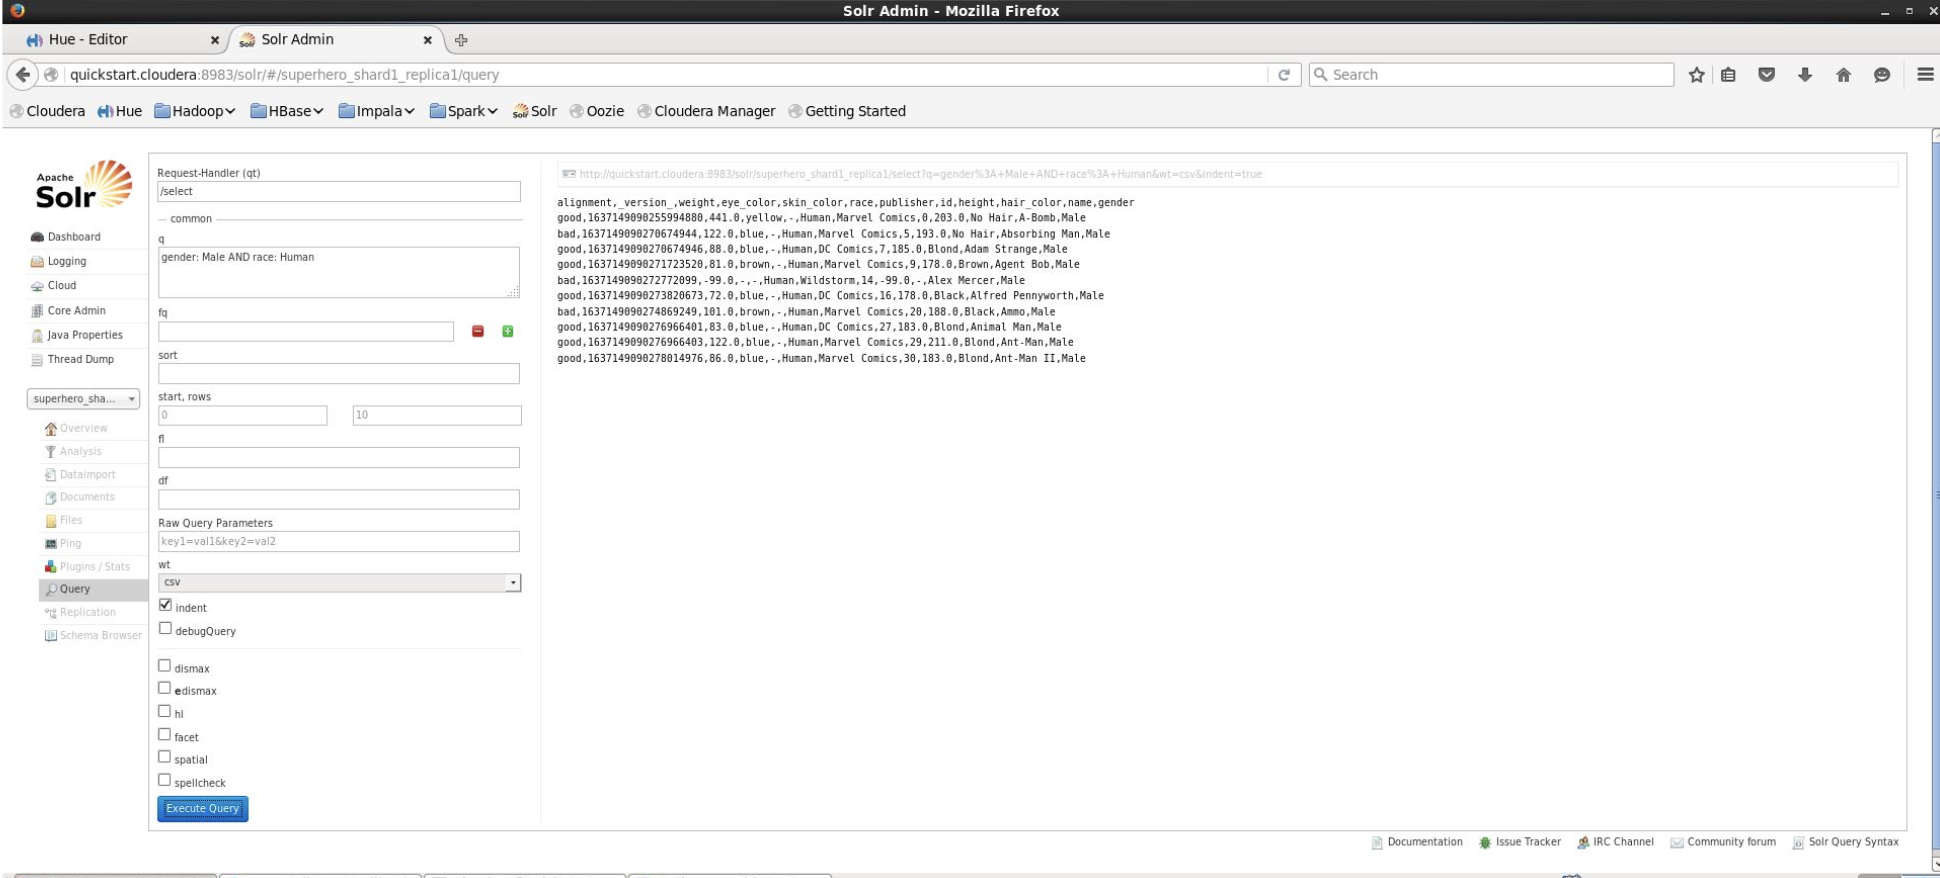 Solr Admin - Mozilla Firefox
Hue - Editor
Solr Admin
quickstart.cloudera:8983/solr/#/superhero_shard1_replica1/query
Search
Cloudera Hue Hadoop HBase Impala Spark Solr Oozie Cloudera Manager Getting Started
Apache
Solr
Dashboard
Logging
Cloud
Core Admin
Java Properties
Thread Dump
superhero_sha...
Overview
Analysis
Dataimport
Documents
Files
Ping
Plugins / Stats
Query
Replication
Schema Browser
Request-Handler (qt)
/select
common
q
gender: Male AND race: Human
fq
sort
start, rows
0 10
fl
df
Raw Query Parameters
key1=val1&key2=val2
wt
csv
indent
debugQuery
dismax
edismax
hl
facet
spatial
spellcheck
Execute Query
http://quickstart.cloudera:8983/solr/superhero_shard1_replica1/select?q=gender%3A+Male+AND+race%3A+Human&wt=csv&indent=true
alignment,_version_,weight,eye_color,skin_color,race,publisher,id,height,hair_color,name,gender
good,1637149090255994880,441.0,yellow,-,Human,Marvel Comics,0,203.0,No Hair,A-Bomb,Male
bad,1637149090270674944,122.0,blue,-,Human,Marvel Comics,5,193.0,No Hair,Absorbing Man,Male
good,1637149090270674946,88.0,blue,-,Human,DC Comics,7,185.0,Blond,Adam Strange,Male
good,1637149090271723520,81.0,brown,-,Human,Marvel Comics,9,178.0,Brown,Agent Bob,Male
bad,1637149090272772099,-99.0,-,-,Human,Wildstorm,14,-99.0,-,Alex Mercer,Male
good,1637149090273820673,72.0,blue,-,Human,DC Comics,16,178.0,Black,Alfred Pennyworth,Male
bad,1637149090274869249,101.0,brown,-,Human,Marvel Comics,20,188.0,Black,Ammo,Male
good,1637149090276966401,83.0,blue,-,Human,DC Comics,27,183.0,Blond,Animal Man,Male
good,1637149090276966403,122.0,blue,-,Human,Marvel Comics,29,211.0,Blond,Ant-Man,Male
good,1637149090278014976,86.0,blue,-,Human,Marvel Comics,30,183.0,Blond,Ant-Man II,Male
Documentation Issue Tracker IRC Channel Community forum Solr Query Syntax